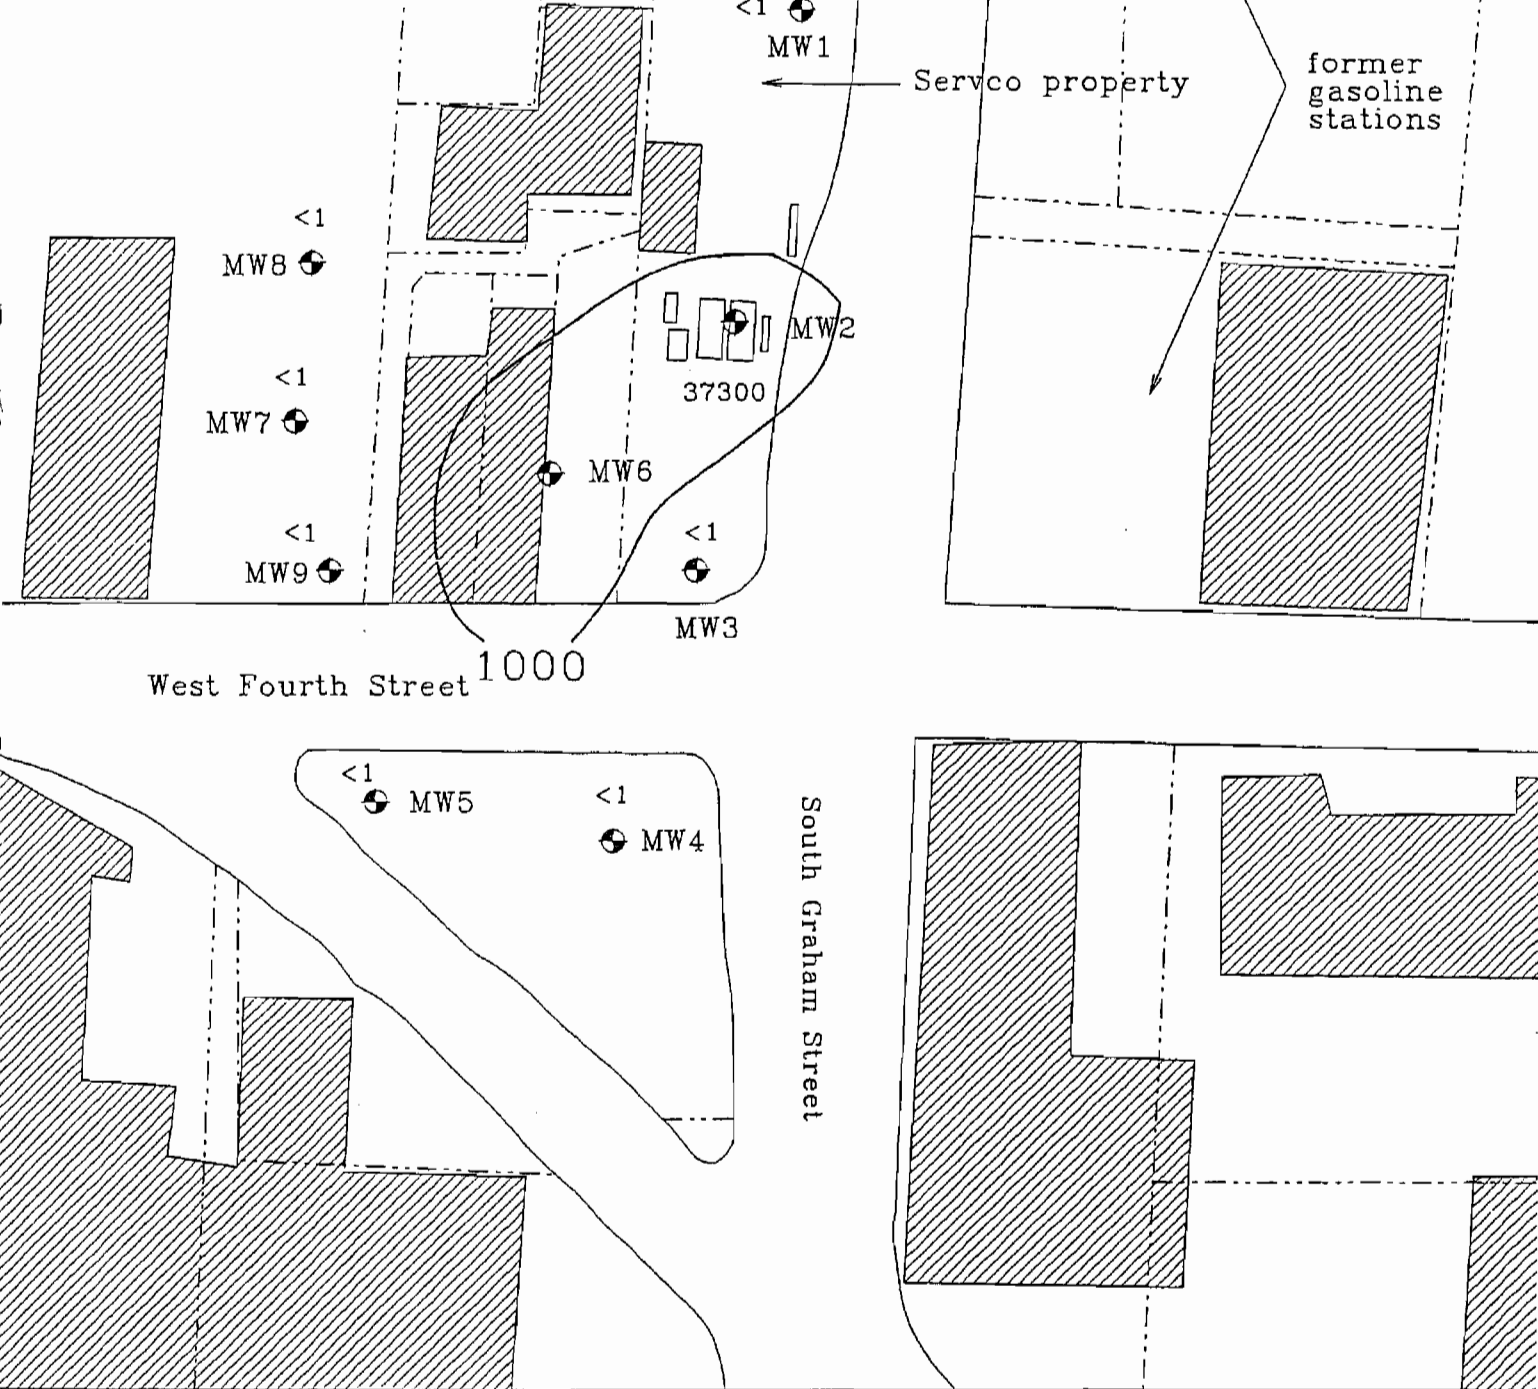 <1
MW1
Servco property
former
gasoline
stations
<1
MW8
MW2
37300
<1
MW7
MW6
<1
MW9
<1
MW3
1000
West Fourth Street
<1
MW5
<1
MW4
South Graham Street